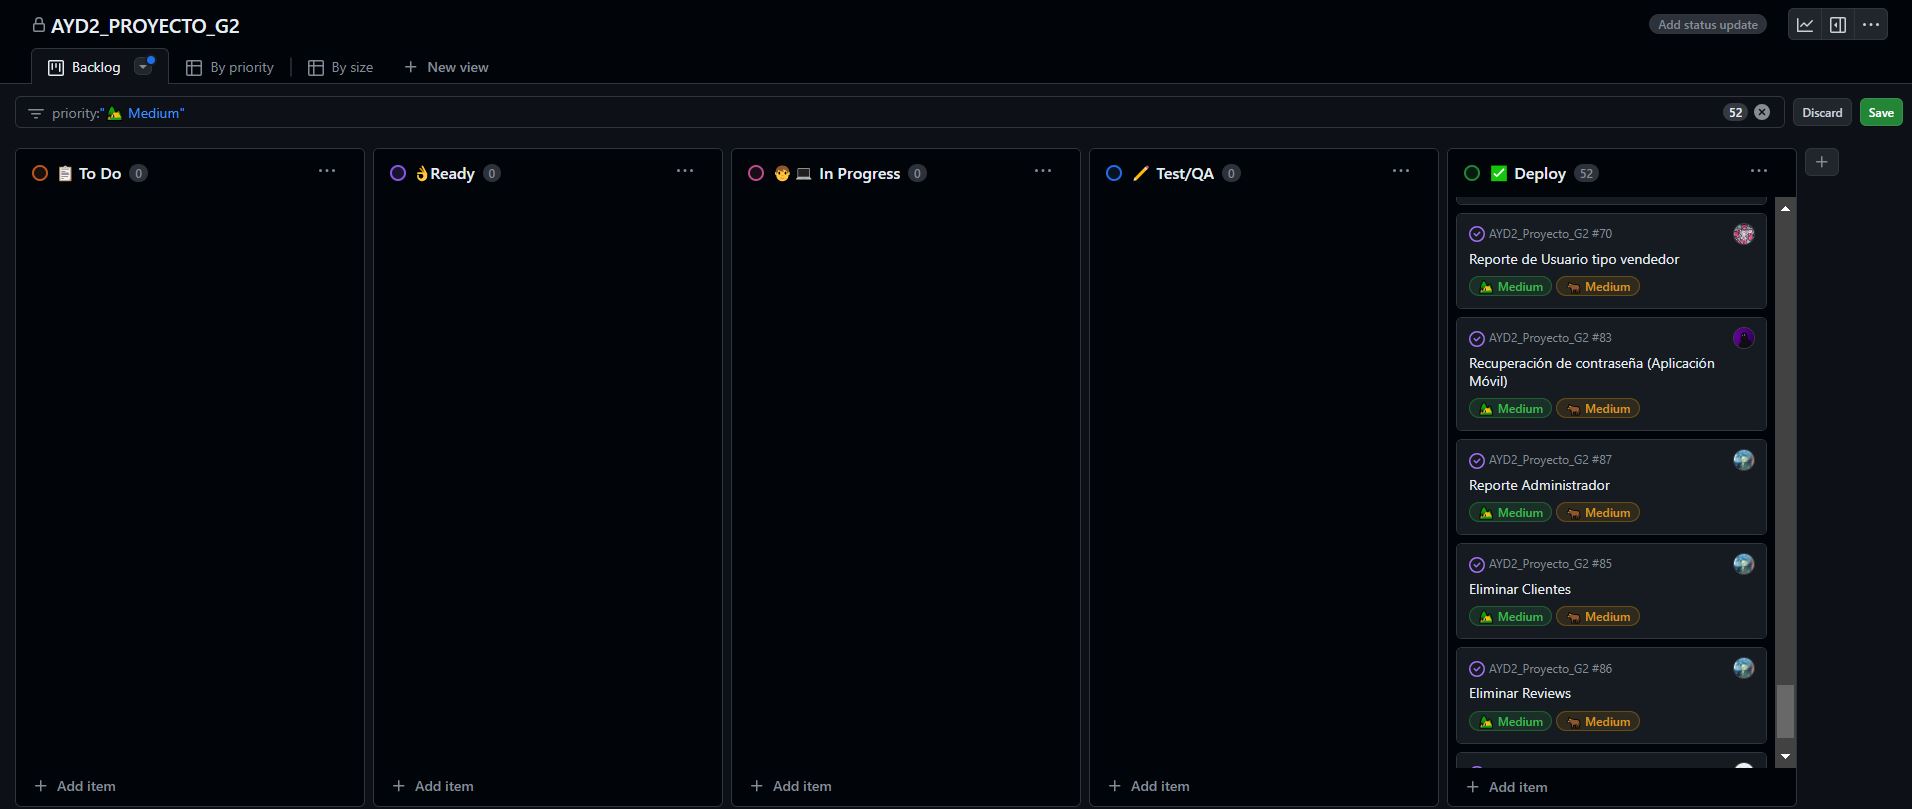 AYD2_PROYECTO_G2
Add status update
Backlog
By priority
By size
New view
priority:"🏕 Medium"
52
Discard
Save
📋 To Do 0
👌Ready 0
🧑‍💻 In Progress 0
🖍 Test/QA 0
✅ Deploy 52
AYD2_Proyecto_G2 #70
Reporte de Usuario tipo vendedor
🏕 Medium 🐂 Medium
AYD2_Proyecto_G2 #83
Recuperación de contraseña (Aplicación
Móvil)
🏕 Medium 🐂 Medium
AYD2_Proyecto_G2 #87
Reporte Administrador
🏕 Medium 🐂 Medium
AYD2_Proyecto_G2 #85
Eliminar Clientes
🏕 Medium 🐂 Medium
AYD2_Proyecto_G2 #86
Eliminar Reviews
🏕 Medium 🐂 Medium
Add item
Add item
Add item
Add item
Add item